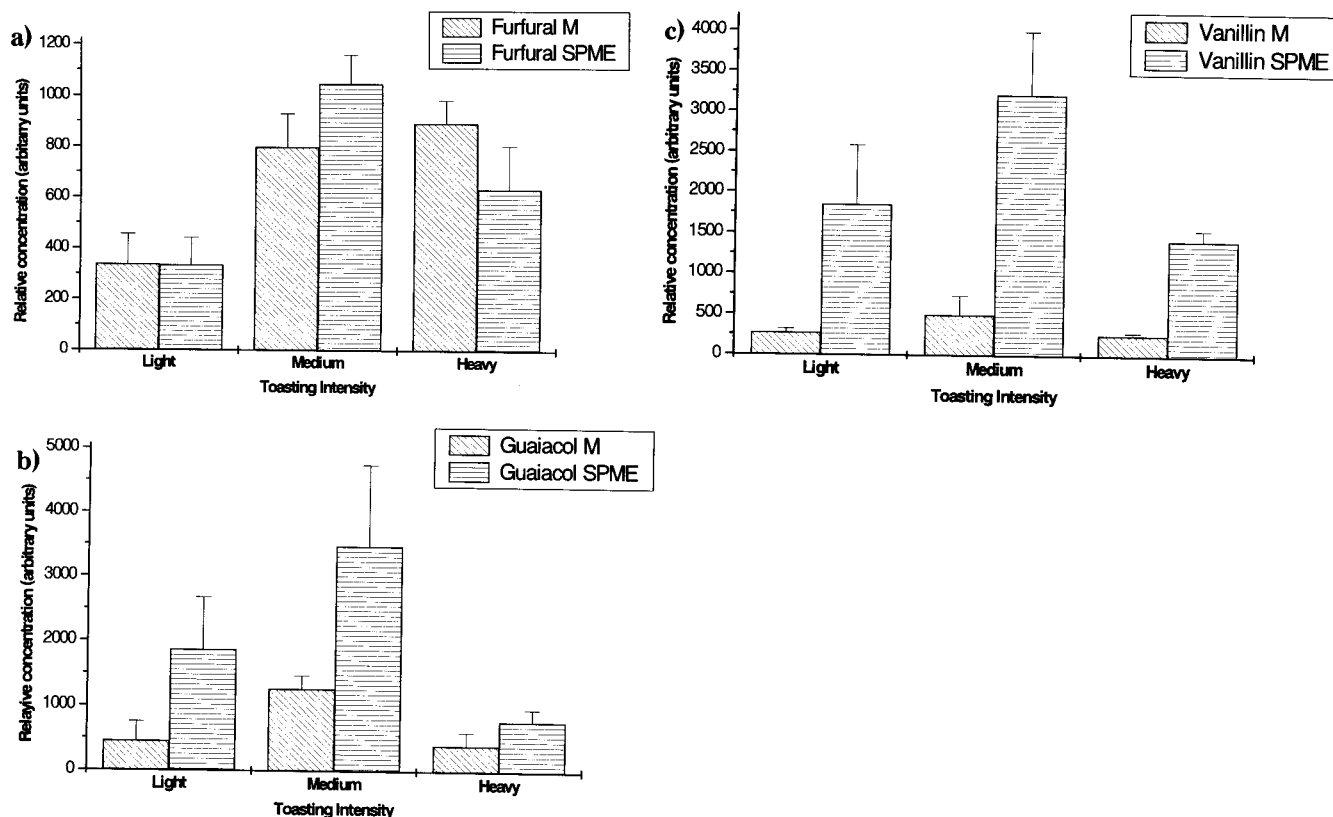 a)
Furfural M
Furfural SPME
Relative concentration (arbitarry units)
1200
1000
800
600
400
200
0
Light Medium Heavy
Toasting Intensity
c)
Vanillin M
Vanillin SPME
Relative concentration (arbitrary units)
4000
3500
3000
2500
2000
1500
1000
500
0
Light Medium Heavy
Toasting Intensity
b)
Guaiacol M
Guaiacol SPME
Relayive concentration (arbitrary units)
5000
4000
3000
2000
1000
0
Light Medium Heavy
Toasting Intensity